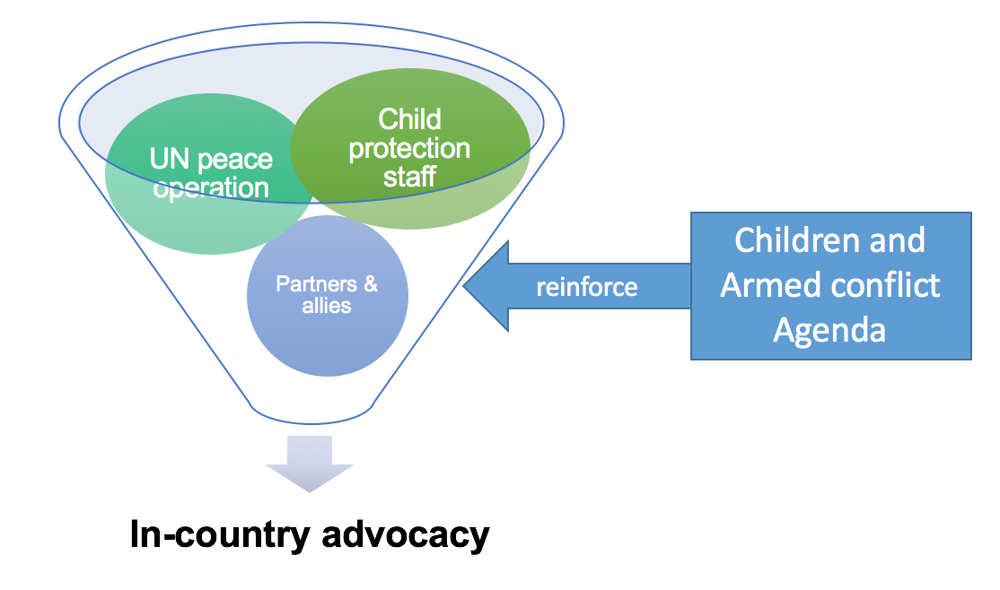 UN peace
operation
Child
protection
staff
Partners &
allies
reinforce
Children and
Armed conflict
Agenda
In-country advocacy